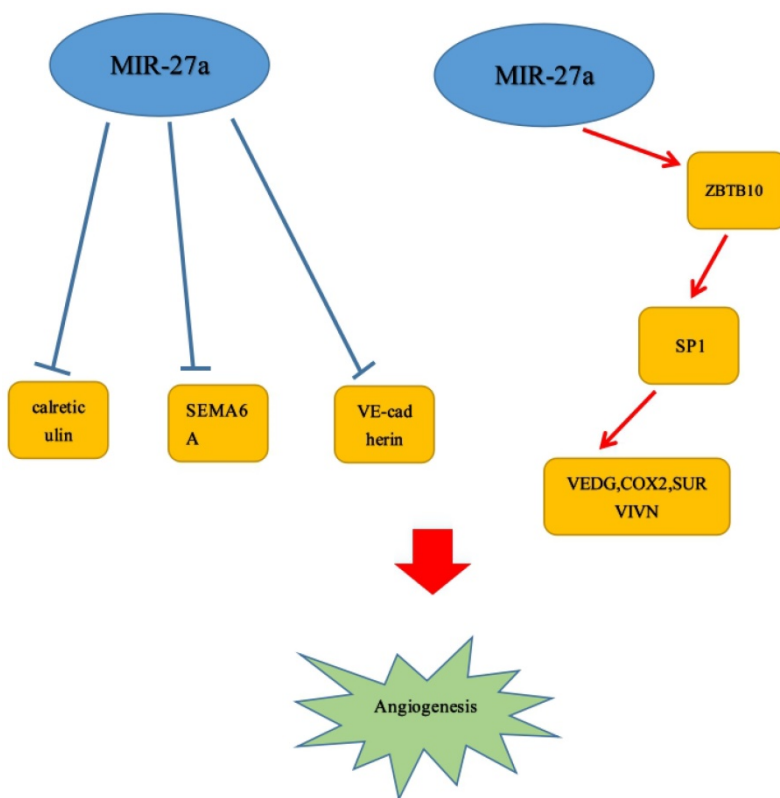 MIR-27a
calretic
ulin
SEMA6
A
VE-cad
herin
MIR-27a
ZBTB10
SP1
VEDG,COX2,SUR
VIVN
Angiogenesis